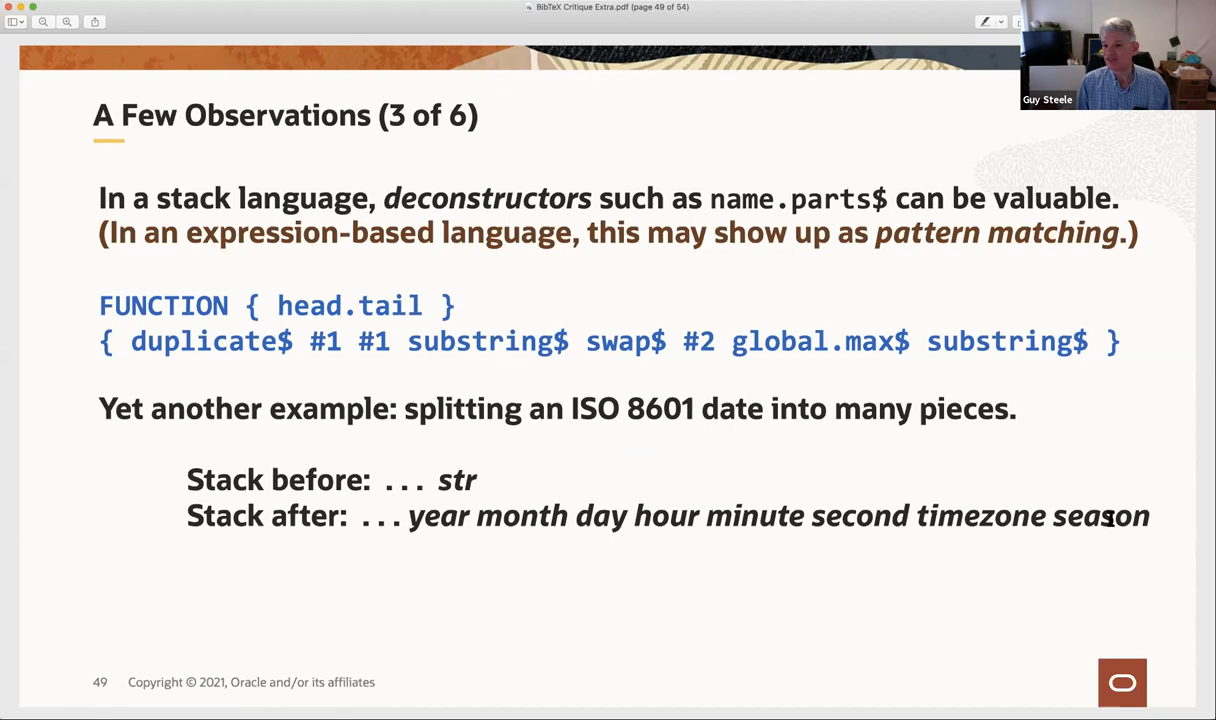 BibTeX Critique Extra.pdf (page 49 of 54)
Guy Steele
A Few Observations (3 of 6)
In a stack language, deconstructors such as name.parts$ can be valuable.
(In an expression-based language, this may show up as pattern matching.)
FUNCTION { head.tail }
{ duplicate$ #1 #1 substring$ swap$ #2 global.max$ substring$ }
Yet another example: splitting an ISO 8601 date into many pieces.
Stack before: ... str
Stack after: ... year month day hour minute second timezone season
49 Copyright © 2021, Oracle and/or its affiliates